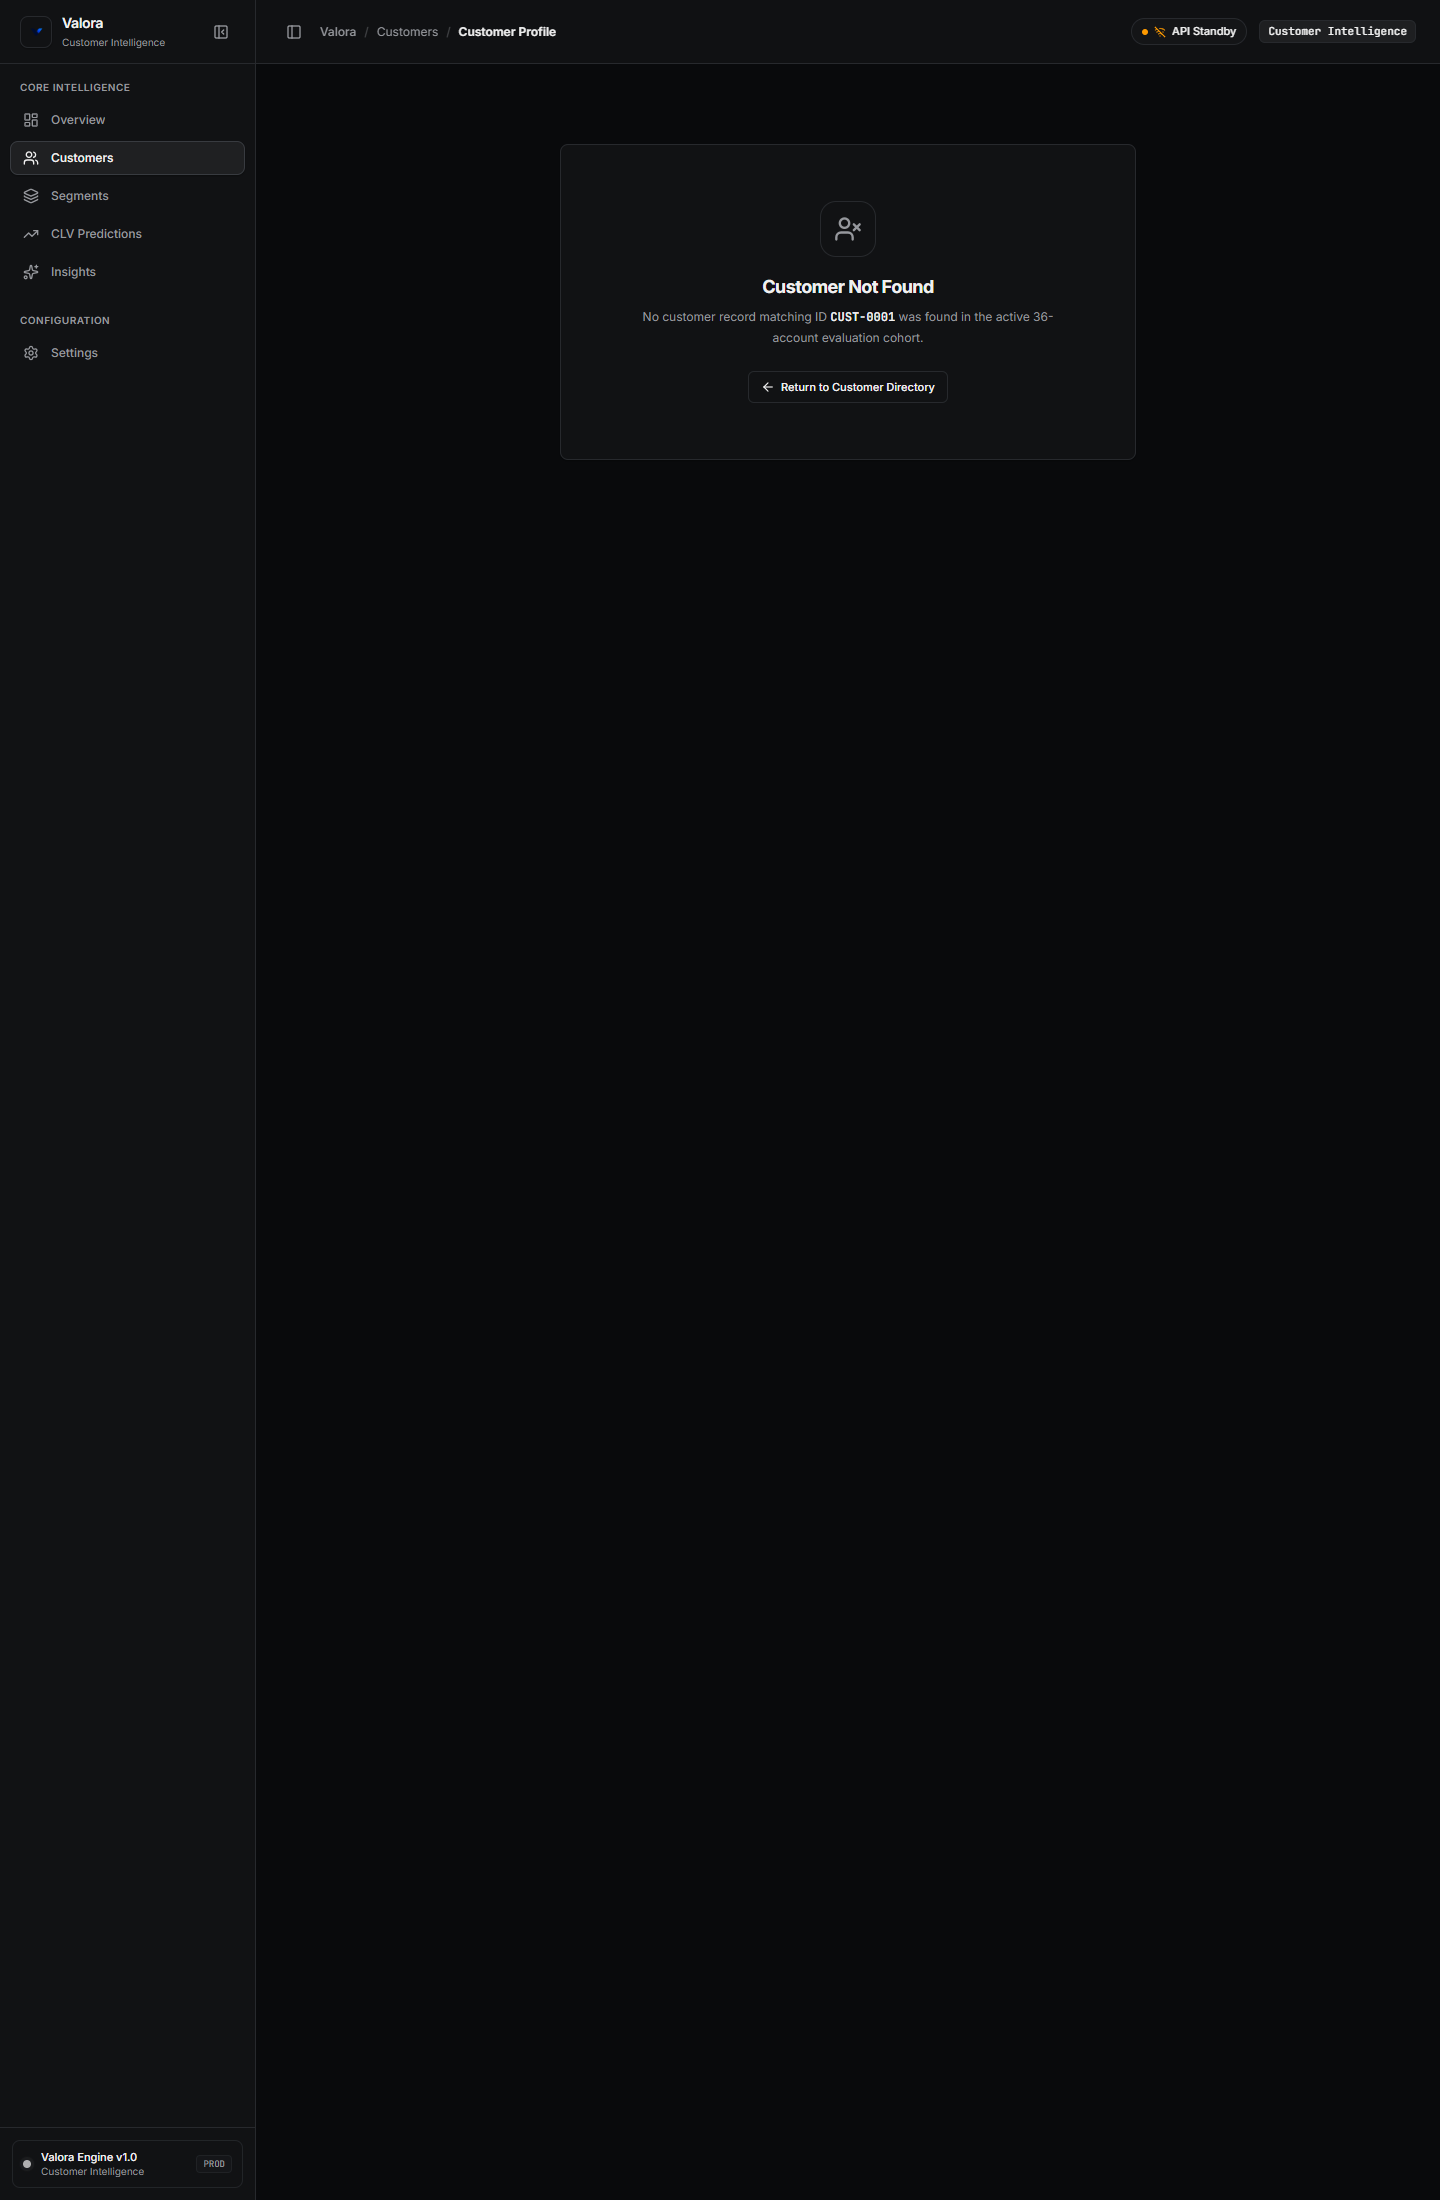 Valora
Customer Intelligence
Valora / Customers / Customer Profile
API Standby
Customer Intelligence
CORE INTELLIGENCE
Overview
Customers
Segments
CLV Predictions
Insights
CONFIGURATION
Settings
Customer Not Found
No customer record matching ID CUST-0001 was found in the active 36-
account evaluation cohort.
Return to Customer Directory
Valora Engine v1.0
Customer Intelligence
PROD